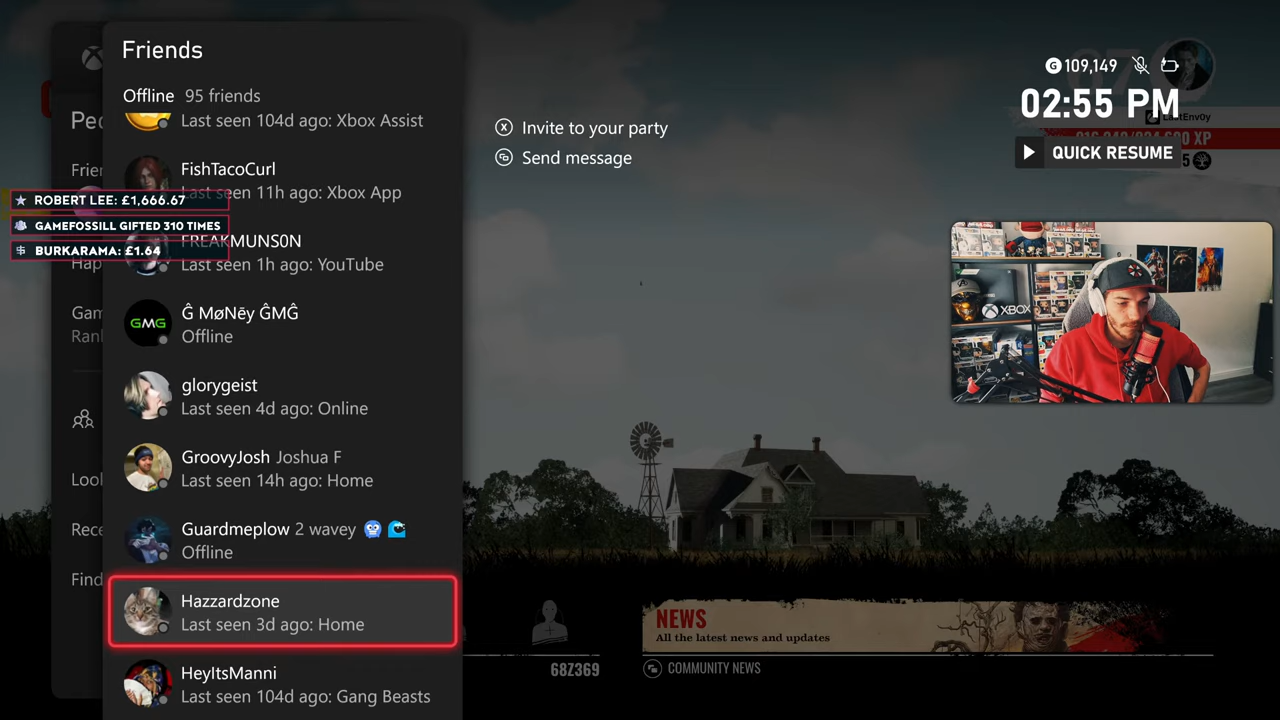 Friends
Offline 95 friends
Last seen 104d ago: Xbox Assist
FishTacoCurl
Last seen 11h ago: Xbox App
FREAKMUNS0N
Last seen 1h ago: YouTube
Ĝ MøNēy ĜMĜ
Offline
GMG
glorygeist
Last seen 4d ago: Online
GroovyJosh Joshua F
Last seen 14h ago: Home
Guardmeplow 2 wavey
Offline
Hazzardzone
Last seen 3d ago: Home
HeyItsManni
Last seen 104d ago: Gang Beasts
ROBERT LEE: £1,666.67
GAMEFOSSILL GIFTED 310 TIMES
BURKARAMA: £1.64
Invite to your party
Send message
G 109,149
02:55 PM
LastEnv0y
QUICK RESUME
XBOX
NEWS
All the latest news and updates
68Z369
COMMUNITY NEWS